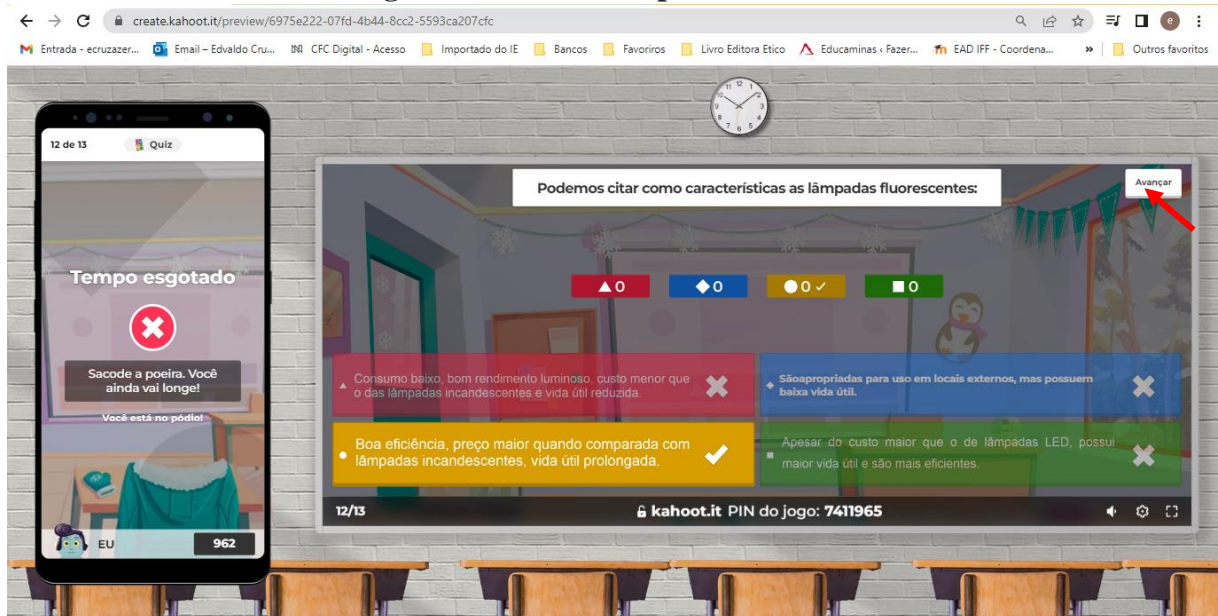 create.kahoot.it/preview/6975e222-07fd-4b44-8cc2-5593ca207cfc
e
Entrada - ecruzazer...
Email – Edvaldo Cru...
CFC Digital - Acesso
Importado do IE
Bancos
Favoriros
Livro Editora Etico
Educaminas ‹ Fazer...
EAD IFF - Coordena...
»
Outros favoritos
12 de 13
Quiz
Tempo esgotado
Sacode a poeira. Você
ainda vai longe!
Você está no pódio!
EU
962
Podemos citar como características as lâmpadas fluorescentes:
Avançar
0
0
0
0
Consumo baixo, bom rendimento luminoso, custo menor que
o das lâmpadas incandescentes e vida útil reduzida.
Sãoapropriadas para uso em locais externos, mas possuem
baixa vida útil.
Boa eficiência, preço maior quando comparada com
lâmpadas incandescentes, vida útil prolongada.
Apesar do custo maior que o de lâmpadas LED, possui
maior vida útil e são mais eficientes.
12/13
kahoot.it PIN do jogo: 7411965